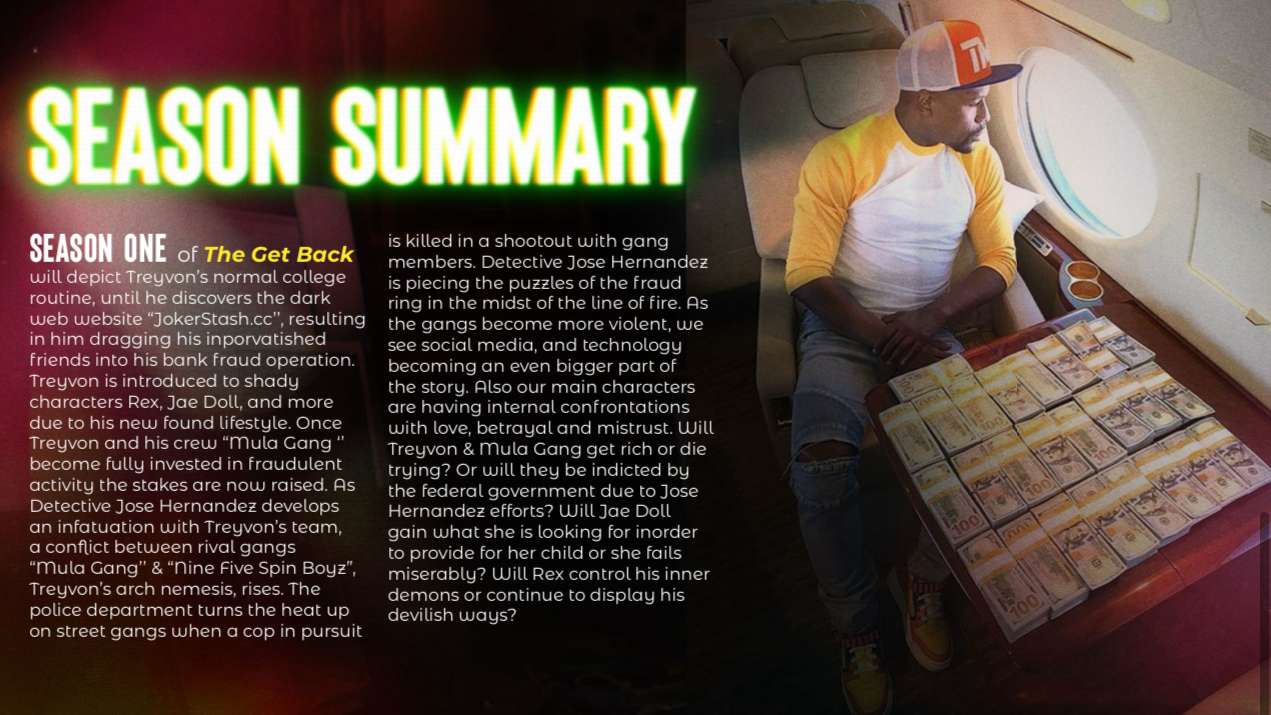 SEASON SUMMARY
SEASON ONE of The Get Back
will depict Treyvon's normal college
routine, until he discovers the dark
web website "JokerStash.cc", resulting
in him dragging his inporvatished
friends into his bank fraud operation.
Treyvon is introduced to shady
characters Rex, Jae Doll, and more
due to his new found lifestyle. Once
Treyvon and his crew "Mula Gang ''
become fully invested in fraudulent
activity the stakes are now raised. As
Detective Jose Hernandez develops
an infatuation with Treyvon's team,
a conflict between rival gangs
"Mula Gang'' & "Nine Five Spin Boyz",
Treyvon's arch nemesis, rises. The
police department turns the heat up
on street gangs when a cop in pursuit
is killed in a shootout with gang
members. Detective Jose Hernandez
is piecing the puzzles of the fraud
ring in the midst of the line of fire. As
the gangs become more violent, we
see social media, and technology
becoming an even bigger part of
the story. Also our main characters
are having internal confrontations
with love, betrayal and mistrust. Will
Treyvon & Mula Gang get rich or die
trying? Or will they be indicted by
the federal government due to Jose
Hernandez efforts? Will Jae Doll
gain what she is looking for inorder
to provide for her child or she fails
miserably? Will Rex control his inner
demons or continue to display his
devilish ways?
TM
100
100
100
100